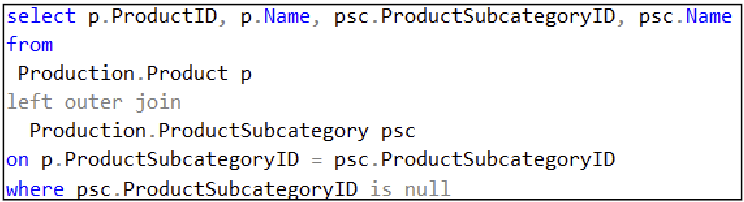 select p.ProductID, p.Name, psc.ProductSubcategoryID, psc.Name
from
Production.Product p
left outer join
Production.ProductSubcategory psc
on p.ProductSubcategoryID = psc.ProductSubcategoryID
where psc.ProductSubcategoryID is null